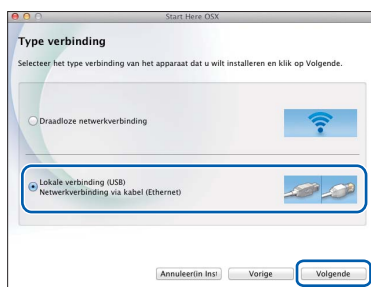 Start Here OSX
Type verbinding
Selecteer het type verbinding van het apparaat dat u wilt installeren en klik op Volgende.
Draadloze netwerkverbinding
Lokale verbinding (USB)
Netwerkverbinding via kabel (Ethernet)
Annuleer(in Ins!
Vorige
Volgende